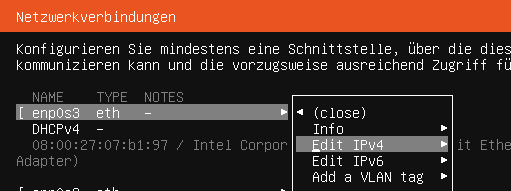 Netzwerkverbindungen
Konfigurieren Sie mindestens eine Schnittstelle, über die dies
kommunizieren kann und die vorzugsweise ausreichend Zugriff fü
NAME TYPE NOTES
[ enp0s3 eth – ▸
DHCPv4 –
08:00:27:07:b1:97 / Intel Corpor it Ethe
Adapter)
◂ (close)
Info ▸
Edit IPv4 ▸
Edit IPv6 ▸
Add a VLAN tag ▸